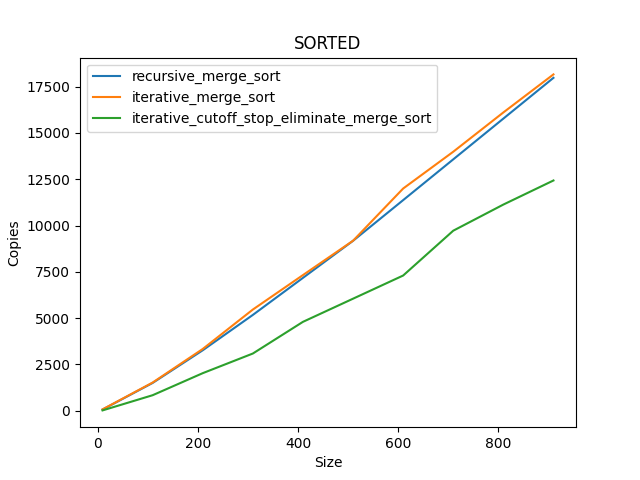 SORTED
recursive_merge_sort
iterative_merge_sort
iterative_cutoff_stop_eliminate_merge_sort
17500
15000
12500
10000
7500
5000
2500
0
Copies
0 200 400 600 800
Size